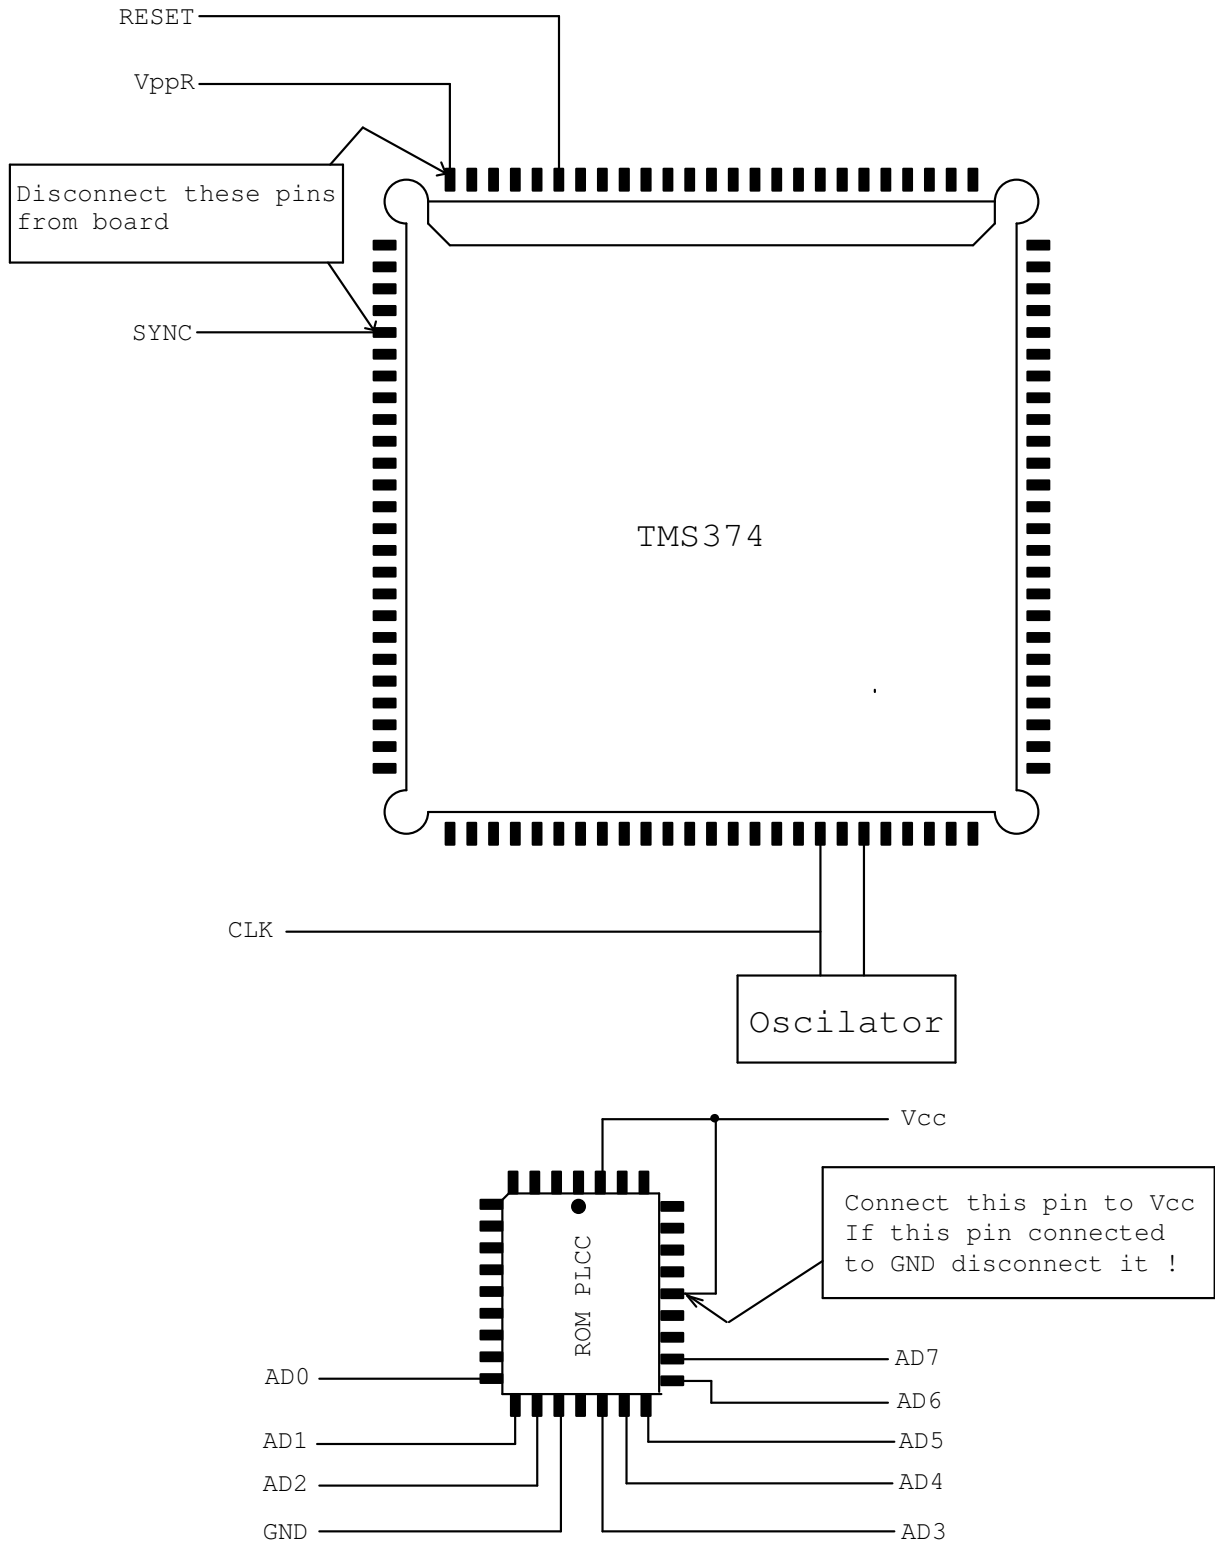 RESET
VppR
Disconnect these pins
from board
SYNC
TMS374
CLK
Oscilator
Vcc
Connect this pin to Vcc
If this pin connected
to GND disconnect it !
ROM PLCC
AD7
AD0
AD6
AD1
AD5
AD2
AD4
GND
AD3